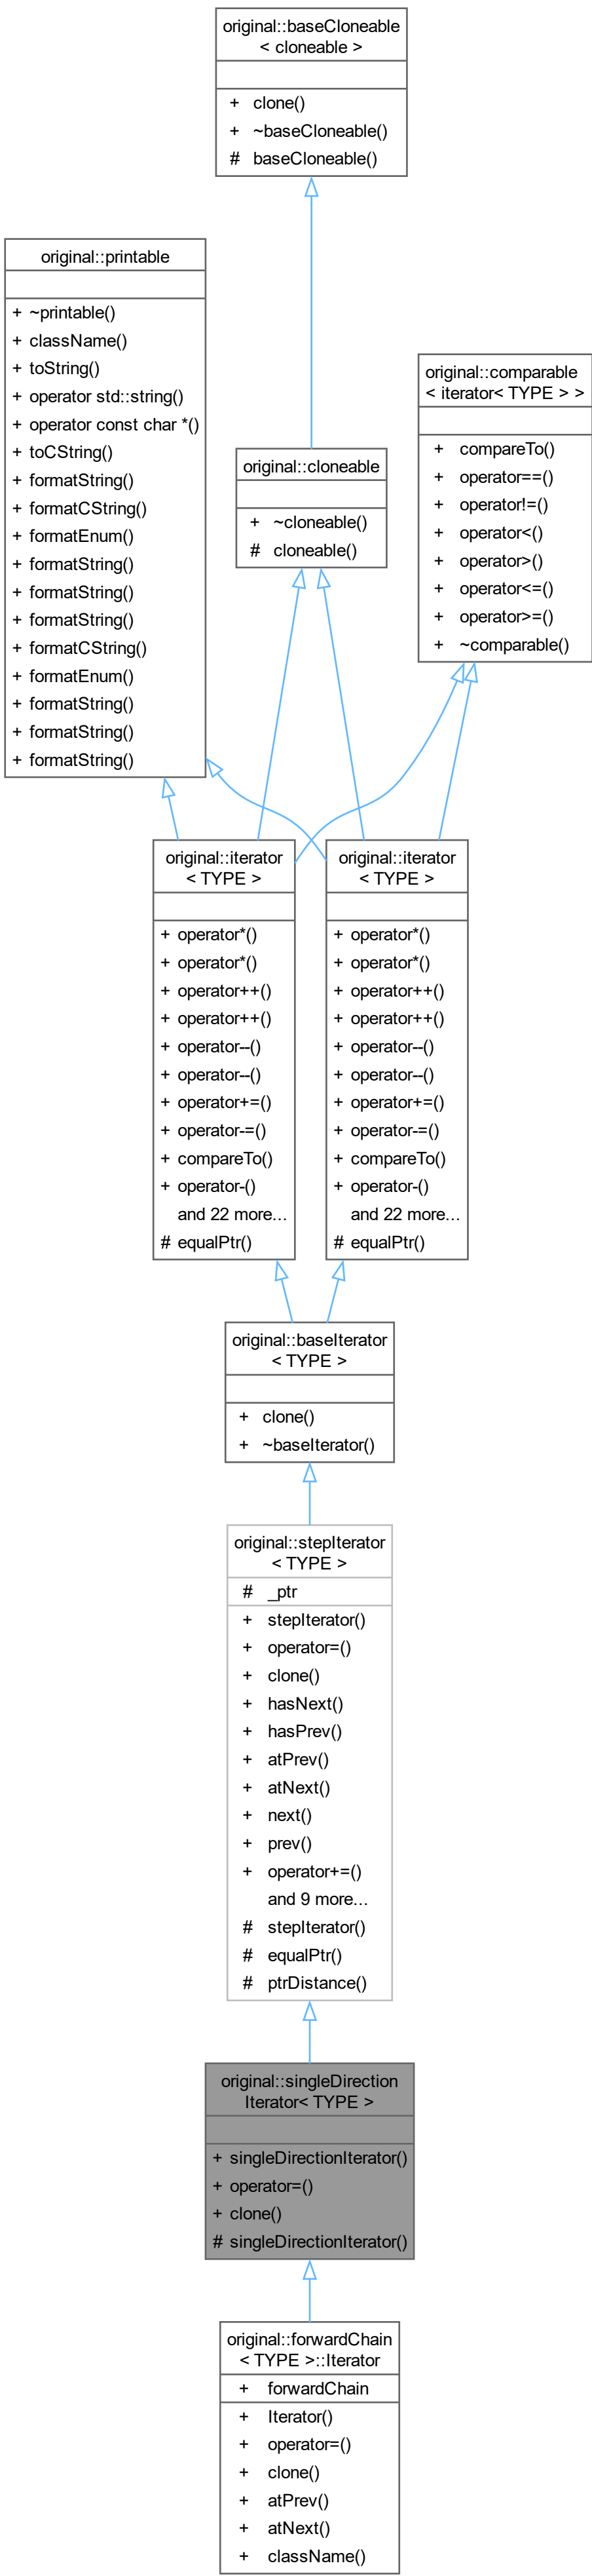 original::baseCloneable
< cloneable >
+ clone()
+ ~baseCloneable()
# baseCloneable()
original::printable
+ ~printable()
+ className()
+ toString()
+ operator std::string()
+ operator const char *()
+ toCString()
+ formatString()
+ formatCString()
+ formatEnum()
+ formatString()
+ formatString()
+ formatString()
+ formatCString()
+ formatEnum()
+ formatString()
+ formatString()
+ formatString()
original::comparable
< iterator< TYPE > >
+ compareTo()
+ operator==()
+ operator!=()
+ operator<()
+ operator>()
+ operator<=()
+ operator>=()
+ ~comparable()
original::cloneable
+ ~cloneable()
# cloneable()
original::iterator
< TYPE >
+ operator*()
+ operator*()
+ operator++()
+ operator++()
+ operator--()
+ operator--()
+ operator+=()
+ operator-=()
+ compareTo()
+ operator-()
and 22 more...
# equalPtr()
original::iterator
< TYPE >
+ operator*()
+ operator*()
+ operator++()
+ operator++()
+ operator--()
+ operator--()
+ operator+=()
+ operator-=()
+ compareTo()
+ operator-()
and 22 more...
# equalPtr()
original::baseIterator
< TYPE >
+ clone()
+ ~baseIterator()
original::stepIterator
< TYPE >
# _ptr
+ stepIterator()
+ operator=()
+ clone()
+ hasNext()
+ hasPrev()
+ atPrev()
+ atNext()
+ next()
+ prev()
+ operator+=()
and 9 more...
# stepIterator()
# equalPtr()
# ptrDistance()
original::singleDirection
Iterator< TYPE >
+ singleDirectionIterator()
+ operator=()
+ clone()
# singleDirectionIterator()
original::forwardChain
< TYPE >::Iterator
+ forwardChain
+ Iterator()
+ operator=()
+ clone()
+ atPrev()
+ atNext()
+ className()